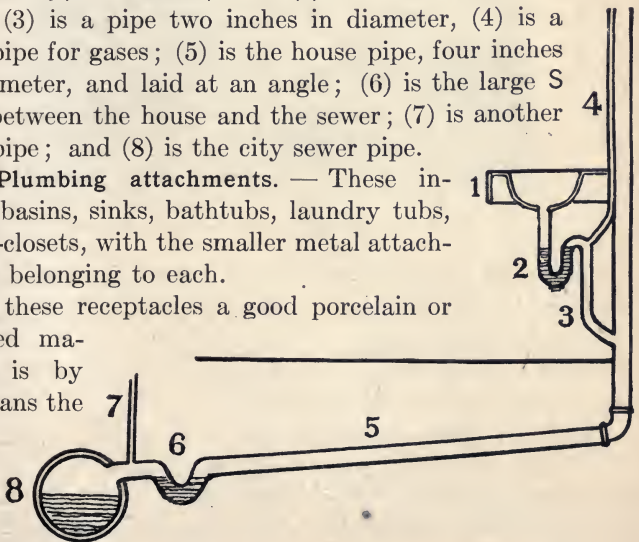 (3) is a pipe two inches in diameter, (4) is a
pipe for gases; (5) is the house pipe, four inches
meter, and laid at an angle; (6) is the large S
between the house and the sewer; (7) is another
pipe; and (8) is the city sewer pipe.
Plumbing attachments. — These in-
basins, sinks, bathtubs, laundry tubs,
-closets, with the smaller metal attach-
belonging to each.
these receptacles a good porcelain or
ed ma-
is by
ans the
4
1
2
3
7
6
5
8